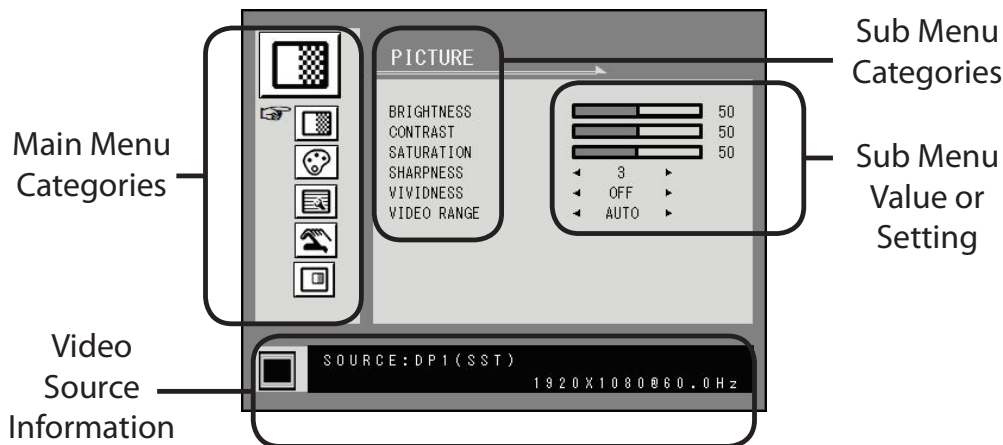 Main Menu
Categories
PICTURE
BRIGHTNESS 50
CONTRAST 50
SATURATION 50
SHARPNESS 3
VIVIDNESS OFF
VIDEO RANGE AUTO
Sub Menu
Categories
Sub Menu
Value or
Setting
Video
Source
Information
SOURCE:DP1(SST)
1920X1080@60.0Hz